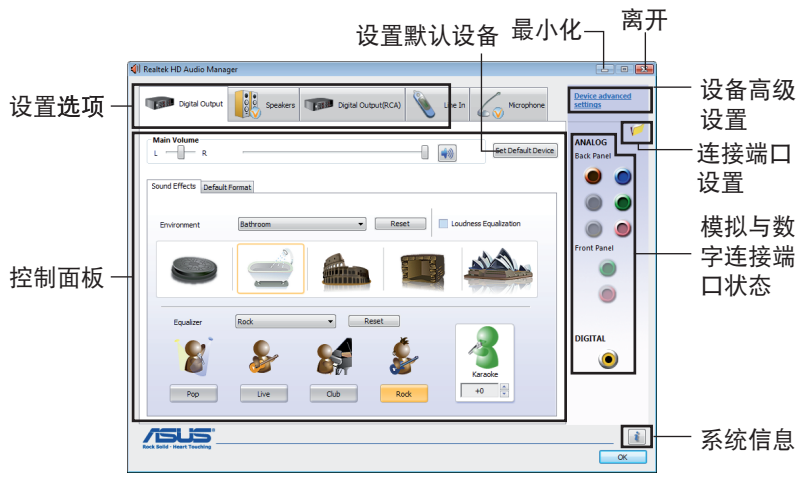 设置默认设备
最小化
离开
Realtek HD Audio Manager
设置选项
Digital Output
Speakers
Digital Output(RCA)
Line In
Microphone
Device advanced
settings
设备高级
设置
Main Volume
L
R
Set Default Device
ANALOG
Back Panel
连接端口
设置
Sound Effects
Default Format
Environment
Bathroom
Reset
Loudness Equalization
模拟与数
字连接端
口状态
Front Panel
控制面板
Equalizer
Rock
Reset
DIGITAL
Karaoke
Pop
Live
Club
Rock
+0
ASUS
Rock Solid · Heart Touching
i
系统信息
OK